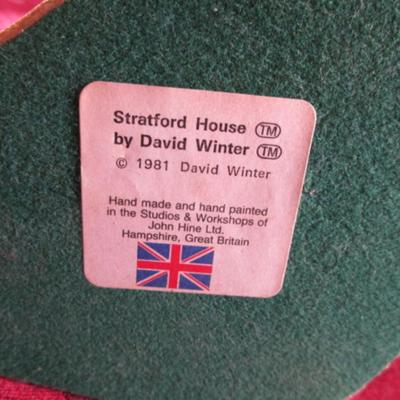 Stratford House ™
by David Winter ™
© 1981 David Winter
Hand made and hand painted
in the Studios & Workshops of
John Hine Ltd.
Hampshire, Great Britain